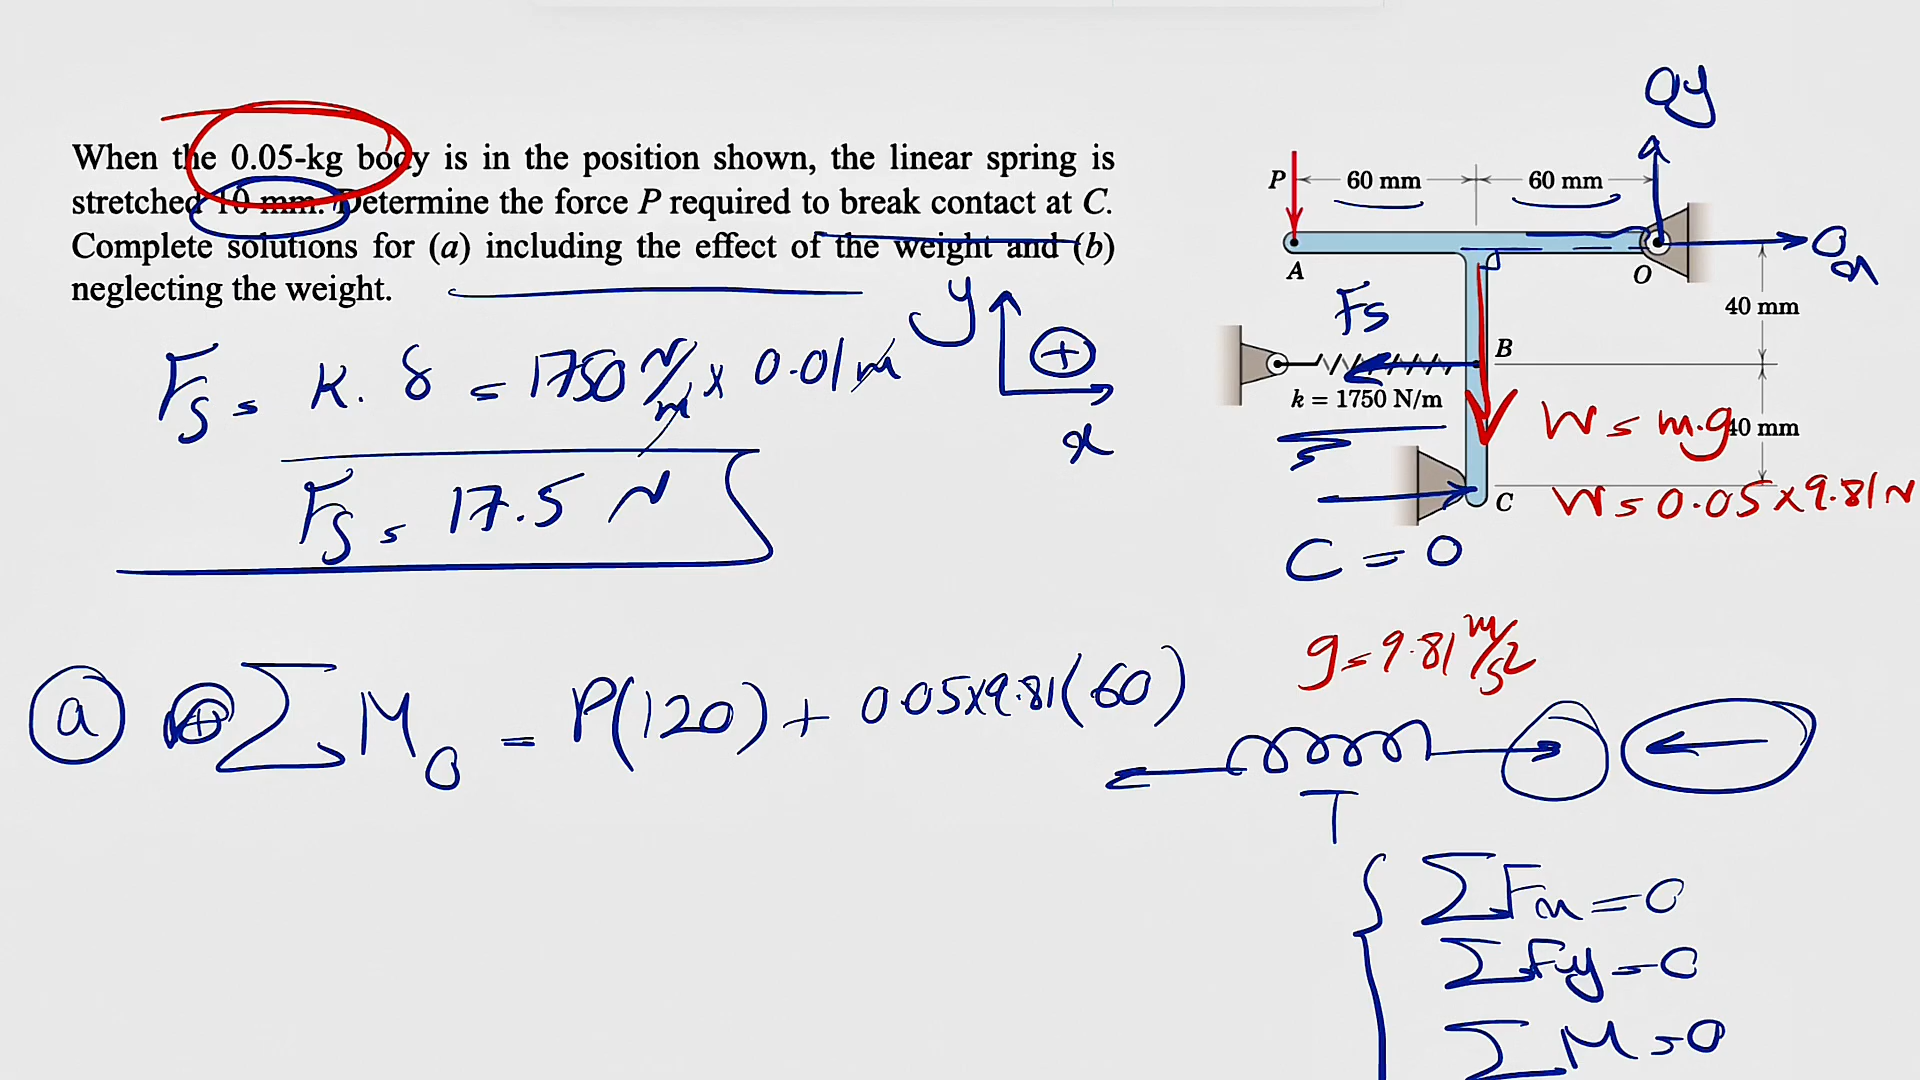 When the 0.05-kg body is in the position shown, the linear spring is
stretched 10 mm. Determine the force P required to break contact at C.
Complete solutions for (a) including the effect of the weight and (b)
neglecting the weight.
Fs = K. δ = 1750 N/m x 0.01 m
Fs = 17.5 N
y
+
x
Oy
P
60 mm
60 mm
A
O
Ox
40 mm
Fs
B
k = 1750 N/m
W = m.g
40 mm
C
W = 0.05x9.81 N
C = 0
g = 9.81 m/s2
a + ΣMO = P(120) + 0.05x9.81(60)
T
ΣFx = 0
ΣFy = 0
ΣM = 0